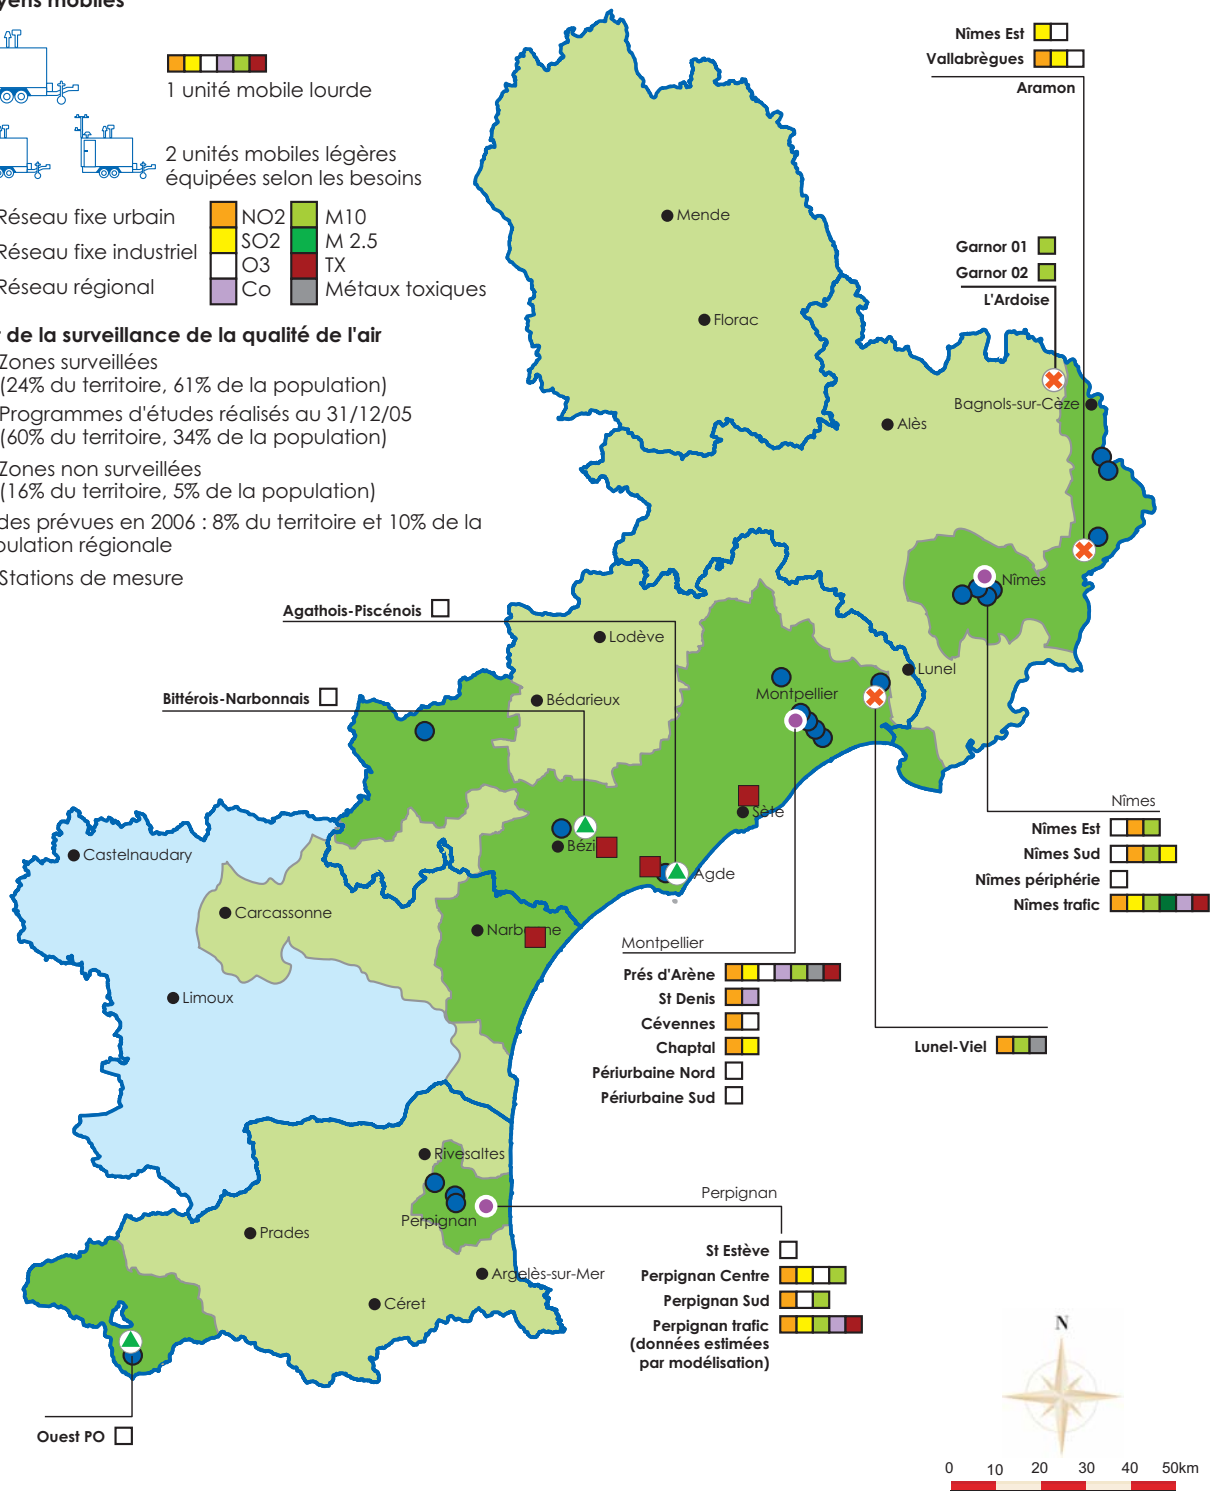 1 unité mobile lourde
2 unités mobiles légères
équipées selon les besoins
Réseau fixe urbain
Réseau fixe industriel
Réseau régional
NO2
SO2
O3
Co
M10
M 2.5
TX
Métaux toxiques
de la surveillance de la qualité de l'air
Zones surveillées
(24% du territoire, 61% de la population)
Programmes d'études réalisés au 31/12/05
(60% du territoire, 34% de la population)
Zones non surveillées
(16% du territoire, 5% de la population)
des prévues en 2006 : 8% du territoire et 10% de la
pulation régionale
Stations de mesure
Nîmes Est
Vallabrègues
Aramon
Garnor 01
Garnor 02
L'Ardoise
Mende
Florac
Bagnols-sur-Cèze
Alès
Nîmes
Agathois-Piscénois
Lodève
Lunel
Bittérois-Narbonnais
Bédarieux
Montpellier
Sète
Bézi
Agde
Castelnaudary
Carcassonne
Narbonne
Limoux
Nîmes
Nîmes Est
Nîmes Sud
Nîmes périphérie
Nîmes trafic
Montpellier
Prés d'Arène
St Denis
Cévennes
Chaptal
Périurbaine Nord
Périurbaine Sud
Lunel-Viel
Rivesaltes
Perpignan
Prades
Argelès-sur-Mer
Céret
Perpignan
St Estève
Perpignan Centre
Perpignan Sud
Perpignan trafic
(données estimées
par modélisation)
Ouest PO
N
0 10 20 30 40 50km